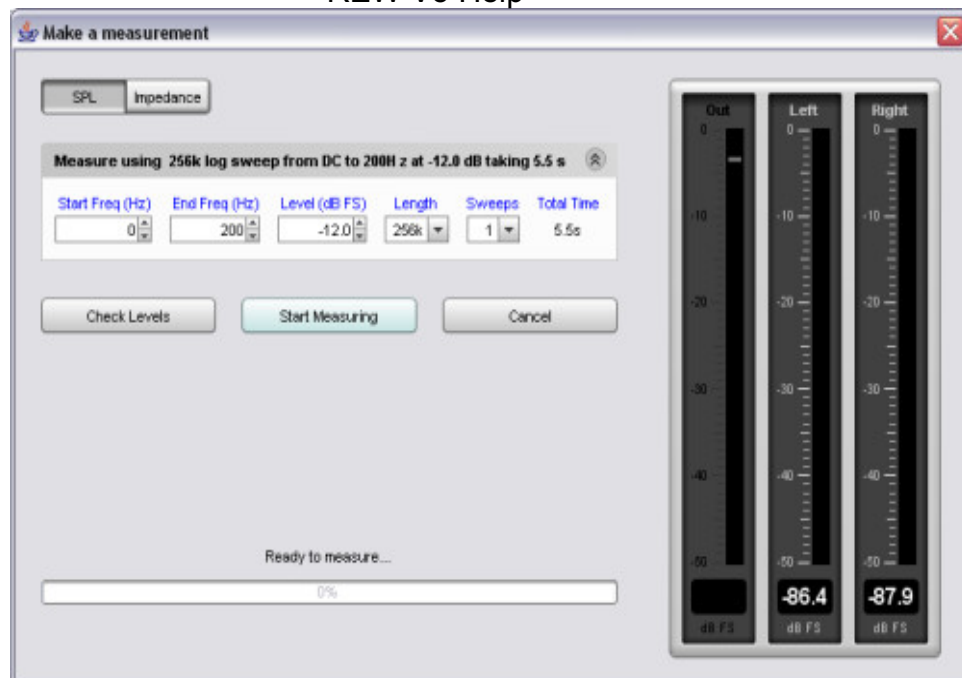 REW V5 Help
Make a measurement
SPL Impedance
Measure using 256k log sweep from DC to 200H z at -12.0 dB taking 5.5 s
Start Freq (Hz) End Freq (Hz) Level (dB FS) Length Sweeps Total Time
0 200 -12.0 256k 1 5.5s
Check Levels Start Measuring Cancel
Ready to measure....
0%
Out Left Right
0 0 0
-10 -10 -10
-20 -20 -20
-30 -30 -30
-40 -40 -40
-50 -50 -50
-86.4 -87.9
dB FS dB FS dB FS